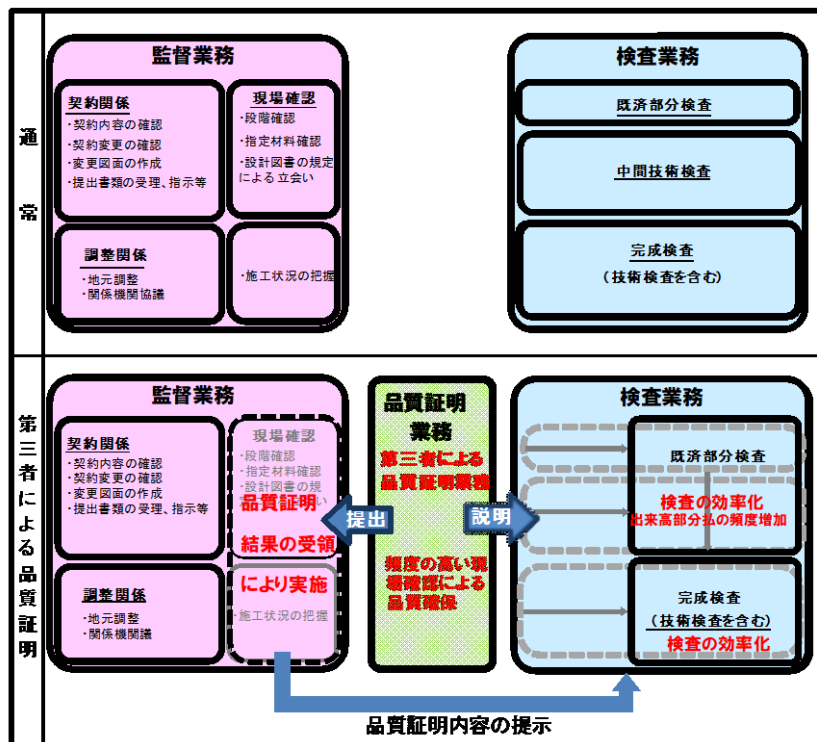 通常
監督業務
契約関係
・契約内容の確認
・契約変更の確認
・変更図面の作成
・提出書類の受理、指示等
現場確認
・段階確認
・指定材料確認
・設計図書の規定
による立会い
調整関係
・地元調整
・関係機関協議
・施工状況の把握
検査業務
既済部分検査
中間技術検査
完成検査
（技術検査を含む）
第三者による品質証明
監督業務
契約関係
・契約内容の確認
・契約変更の確認
・変更図面の作成
・提出書類の受理、指示等
現場確認
・段階確認
・指定材料確認
・設計図書の規
品質証明
結果の受領
により実施
・施工状況の把握
調整関係
・地元調整
・関係機関議
品質証明
業務
第三者による
品質証明業務
提出
説明
頻度の高い現
場確認による
品質確保
検査業務
既済部分検査
検査の効率化
出来高部分払の頻度増加
完成検査
（技術検査を含む）
検査の効率化
品質証明内容の提示